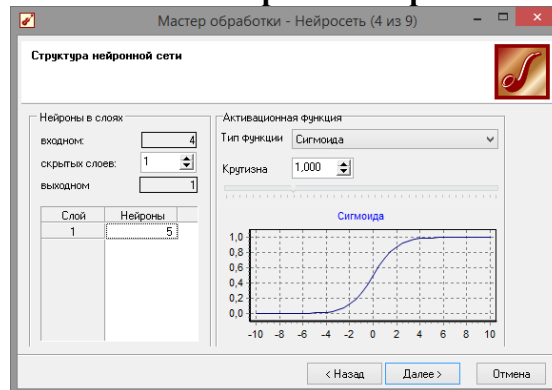 Мастер обработки - Нейросеть (4 из 9)
Структура нейронной сети
Нейроны в слоях
входном: 4
скрытых слоев: 1
выходном 1
Слой Нейроны
1 5
Активационная функция
Тип функции Сигмоида
Крутизна 1,000
Сигмоида
1,0
0,8
0,6
0,4
0,2
0,0
-10 -8 -6 -4 -2 0 2 4 6 8 10
< Назад Далее > Отмена